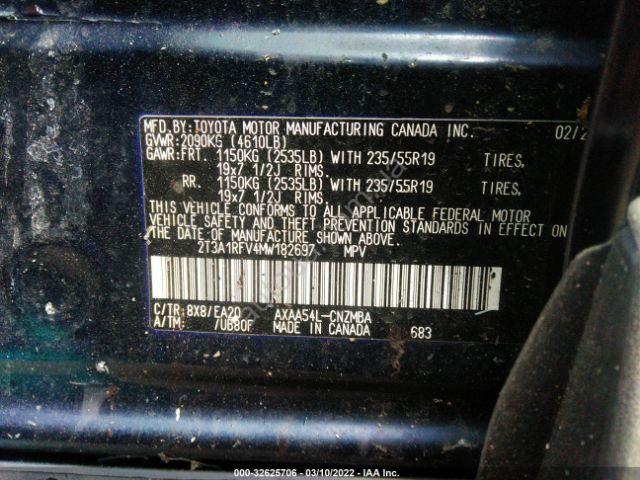 MFD.BY:TOYOTA MOTOR MANUFACTURING CANADA INC. 02/2
GVWR:2090KG (4610LB)
GAWR:FRT. 1150KG (2535LB) WITH 235/55R19 TIRES,
19x7 1/2J RIMS.
RR. 1150KG (2535LB) WITH 235/55R19 TIRES,
19x7 1/2J RIMS.
THIS VEHICLE CONFORMS TO ALL APPLICABLE FEDERAL MOTOR
VEHICLE SAFETY AND THEFT PREVENTION STANDARDS IN EFFECT ON
THE DATE OF MANUFACTURE SHOWN ABOVE.
2T3A1RFV4MW182697 MPV
C/TR:8X8/EA20 AXAA54L-CNZMBA
A/TM: /UB80F MADE IN CANADA 683
000-32625706 - 03/10/2022 - IAA Inc.